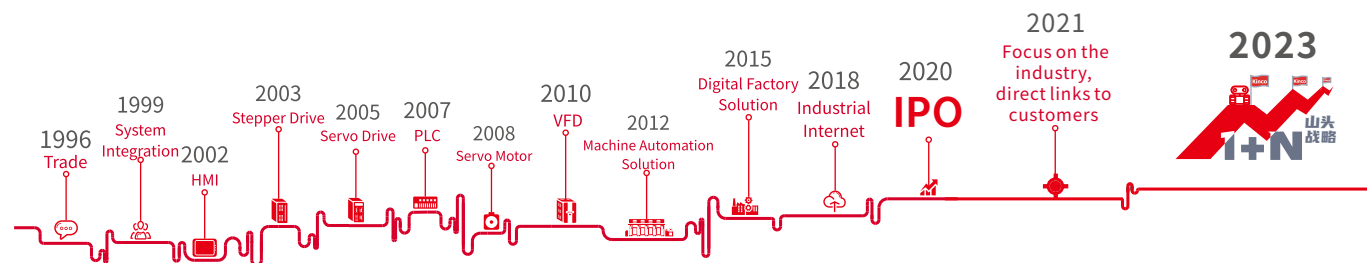 1996
Trade
1999
System
Integration
2002
HMI
2003
Stepper Drive
2005
Servo Drive
2007
PLC
2008
Servo Motor
2010
VFD
2012
Machine Automation
Solution
2015
Digital Factory
Solution
2018
Industrial
Internet
2020
IPO
2021
Focus on the
industry,
direct links to
customers
2023
Kinco
Kinco
Kinco
1+N
山头
战略